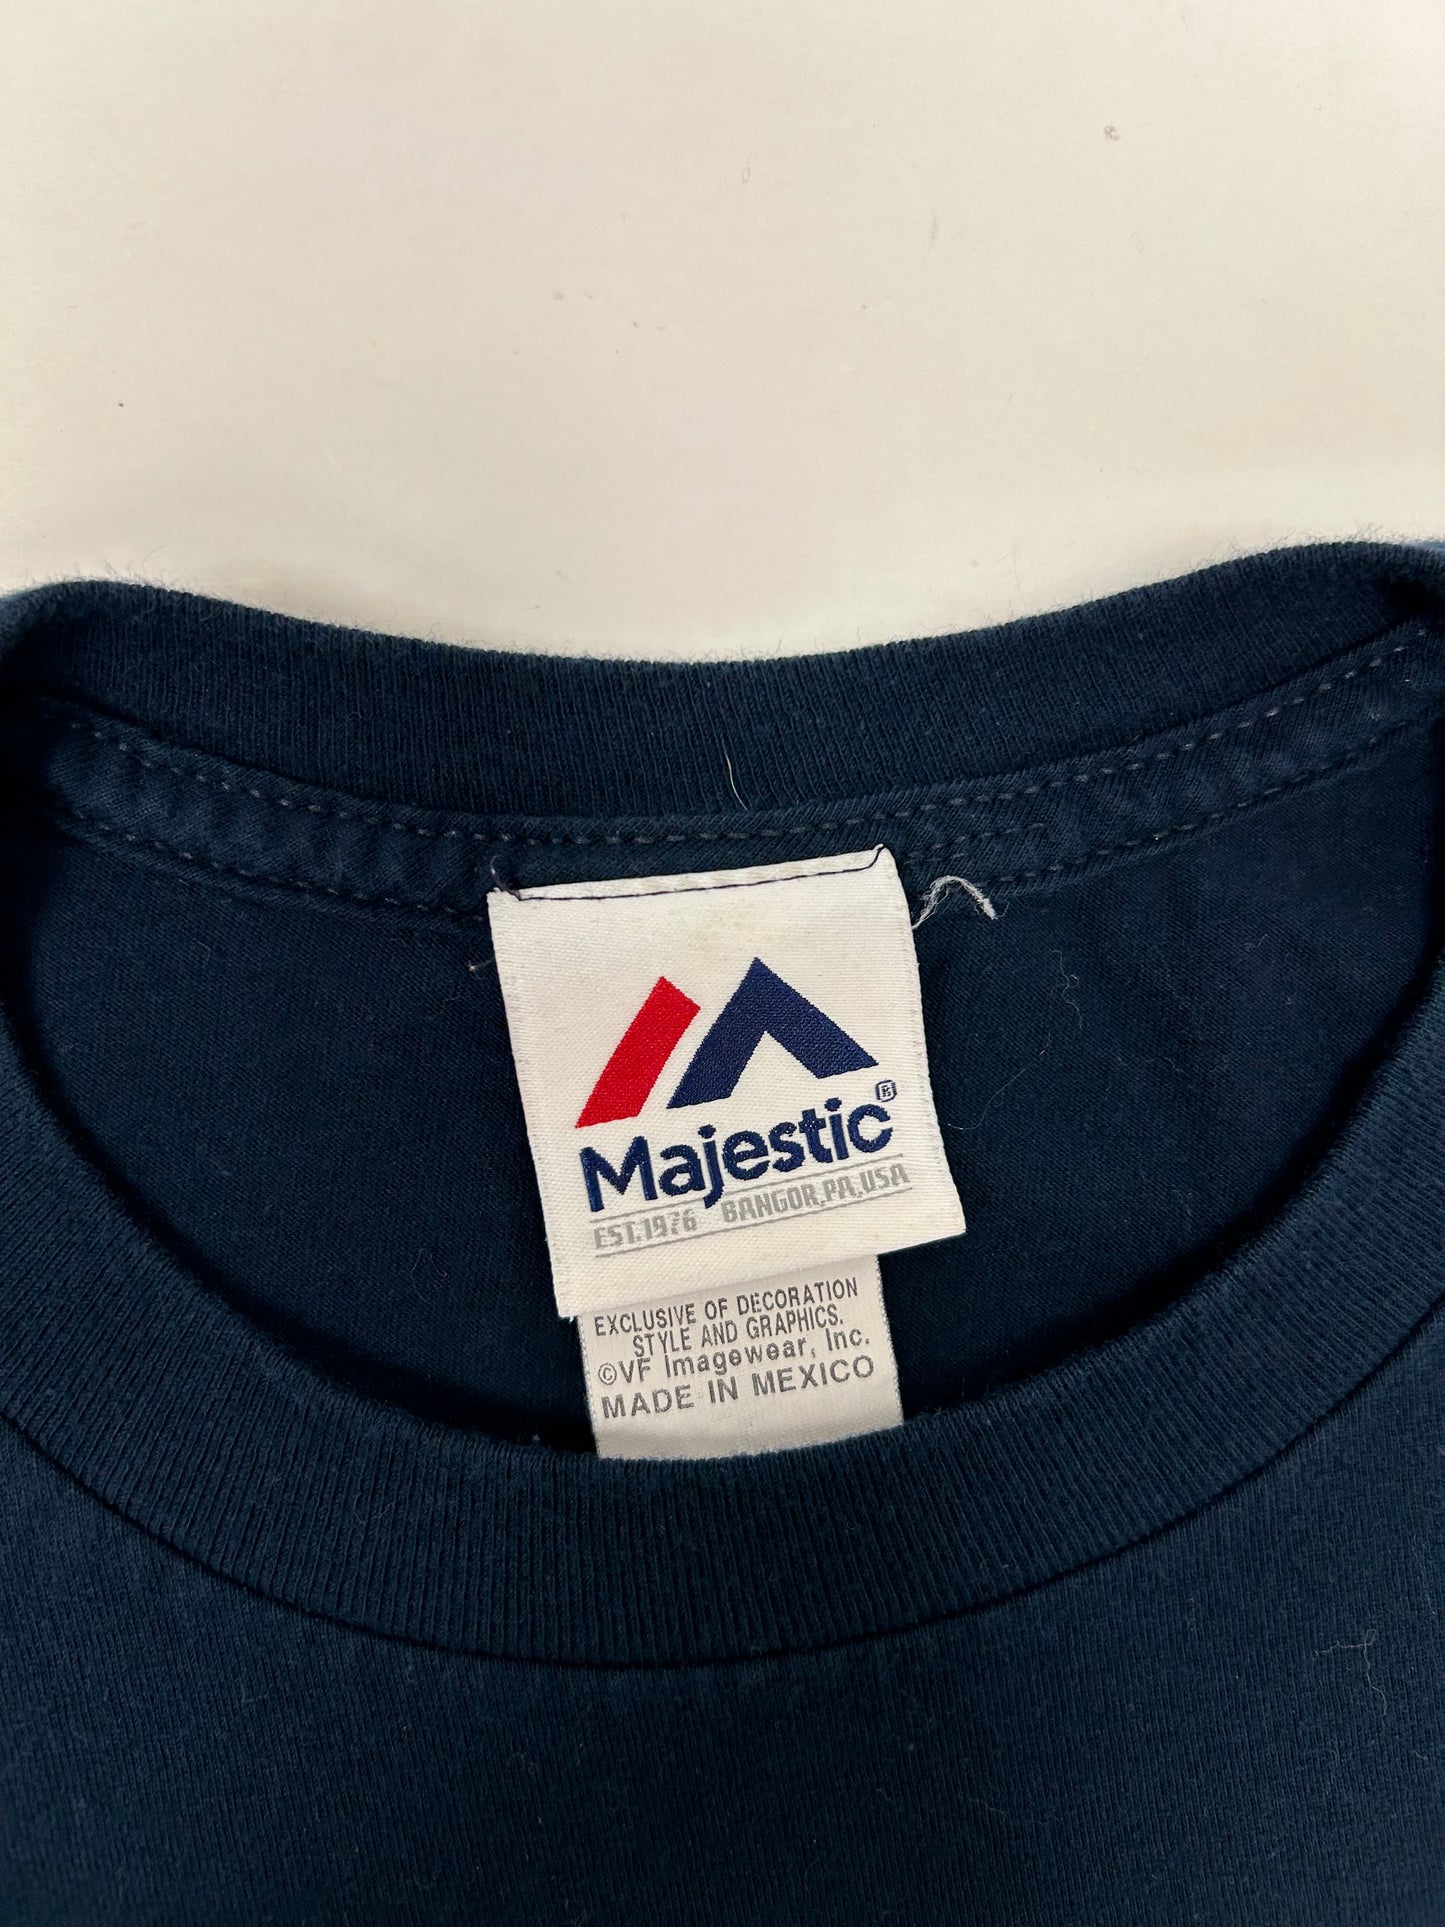 Majestic®
EST.1976 BANGOR,PA,USA
EXCLUSIVE OF DECORATION
STYLE AND GRAPHICS.
©VF Imagewear, Inc.
MADE IN MEXICO